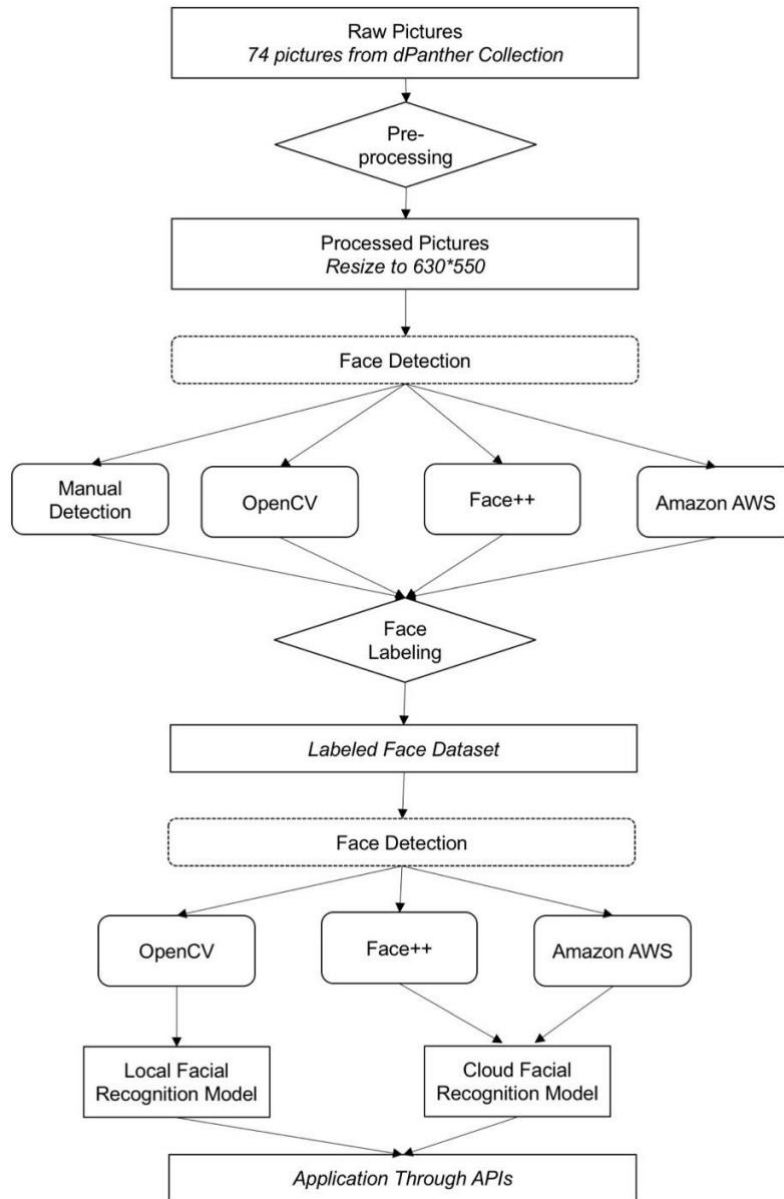 Raw Pictures
74 pictures from dPanther Collection
Pre-
processing
Processed Pictures
Resize to 630*550
Face Detection
Manual
Detection
OpenCV
Face++
Amazon AWS
Face
Labeling
Labeled Face Dataset
Face Detection
OpenCV
Face++
Amazon AWS
Local Facial
Recognition Model
Cloud Facial
Recognition Model
Application Through APIs